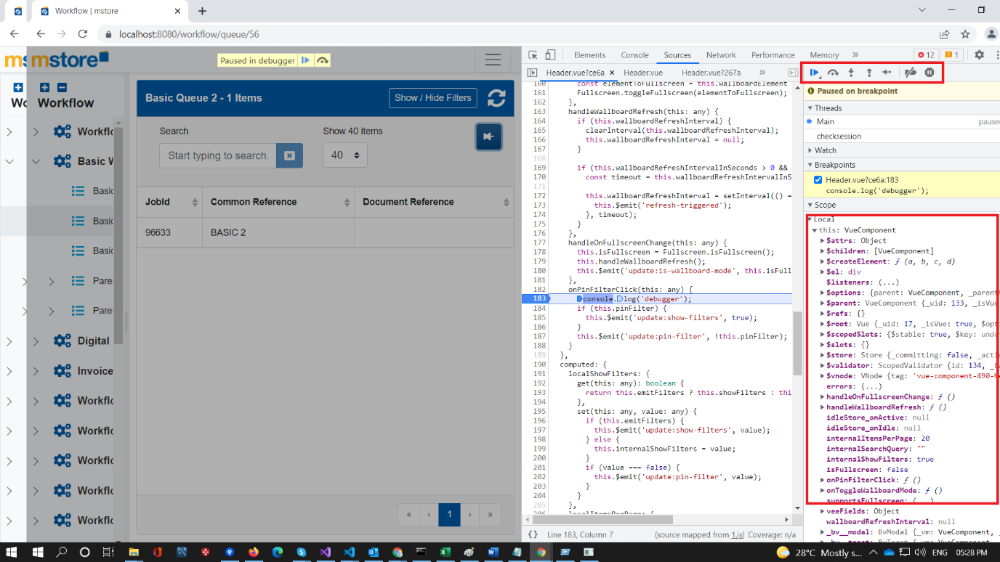 Workflow | mstore
localhost:8080/workflow/queue/56
Paused in debugger
ms mstore
Wo Workflow
Workflo
Basic W
Basic
Basic
Basic
Pare
Pare
Digital
Invoice
Workflo
Workflo
Workflo
Workflo
Workflo
Basic Queue 2 - 1 Items
Show / Hide Filters
Search
Show 40 items
Start typing to search.
40
JobId
Common Reference
Document Reference
96633
BASIC 2
«
‹
1
›
»
Elements
Console
Sources
Network
Performance
Memory
»
12
1
Header.vue?ce6a ×
Header.vue
Header.vue?267a
»
160 const elementToFullscreen = this.wallboardElement
161 Fullscreen.toggleFullscreen(elementToFullscreen);
162 },
163 handleWallboardRefresh(this: any) {
164 if (this.wallboardRefreshInterval) {
165 clearInterval(this.wallboardRefreshInterval);
166 this.wallboardRefreshInterval = null;
167 }
168
169 if (this.wallboardRefreshIntervalInSeconds > 0 &&
170 const timeout = this.wallboardRefreshIntervalInS
171
172 this.wallboardRefreshInterval = setInterval(() =
173 this.$emit('refresh-triggered');
174 }, timeout);
175 }
176 },
177 handleOnFullscreenChange(this: any) {
178 this.isFullscreen = Fullscreen.isFullscreen();
179 this.handleWallboardRefresh();
180 this.$emit('update:is-wallboard-mode', this.isFull
181 },
182 onPinFilterClick(this: any) {
183 console.log('debugger');
184 if (this.pinFilter) {
185 this.$emit('update:show-filters', true);
186 }
187 this.$emit('update:pin-filter', !this.pinFilter);
188 }
189 },
190 computed: {
191 localShowFilters: {
192 get(this: any): boolean {
193 return this.emitFilters ? this.showFilters : thi
194 },
195 set(this: any, value: any) {
196 if (this.emitFilters) {
197 this.$emit('update:show-filters', value);
198 } else {
199 this.internalShowFilters = value;
200 }
201 if (value === false) {
202 this.$emit('update:pin-filter', value);
203 }
204 }
205 },
206 localItemsPerPage: {
{ } Line 183, Column 7
(source mapped from 1.js) Coverage: n/a
Paused on breakpoint
Threads
Main
pause
checksession
Watch
Breakpoints
Header.vue?ce6a:183
console.log('debugger');
Scope
Local
this: VueComponent
$attrs: Object
$children: [VueComponent]
$createElement: ƒ (a, b, c, d)
$el: div
$listeners: (...)
$options: {parent: VueComponent, _parentV
$parent: VueComponent {_uid: 133, _isVue
$refs: {}
$root: Vue {_uid: 17, _isVue: true, $opt
$scopedSlots: {$stable: true, $key: unde
$slots: {}
$store: Store {_committing: false, _acti
$validator: ScopedValidator {id: 134, _b
$vnode: VNode {tag: 'vue-component-490-H
errors: (...)
handleOnFullscreenChange: ƒ ()
handleWallboardRefresh: ƒ ()
idleStore_onActive: null
idleStore_onIdle: null
internalItemsPerPage: 20
internalSearchQuery: ""
internalShowFilters: true
isFullscreen: false
onPinFilterClick: ƒ ()
onToggleWallboardMode: ƒ ()
supportsFullscreen: (...)
veeFields: Object
wallboardRefreshInterval: null
_bv__modal: BvModal {_vm: VueComponent,
_bv__toast: BvToast {_vm: VueComponent
28°C Mostly s...
ENG
05:28 PM